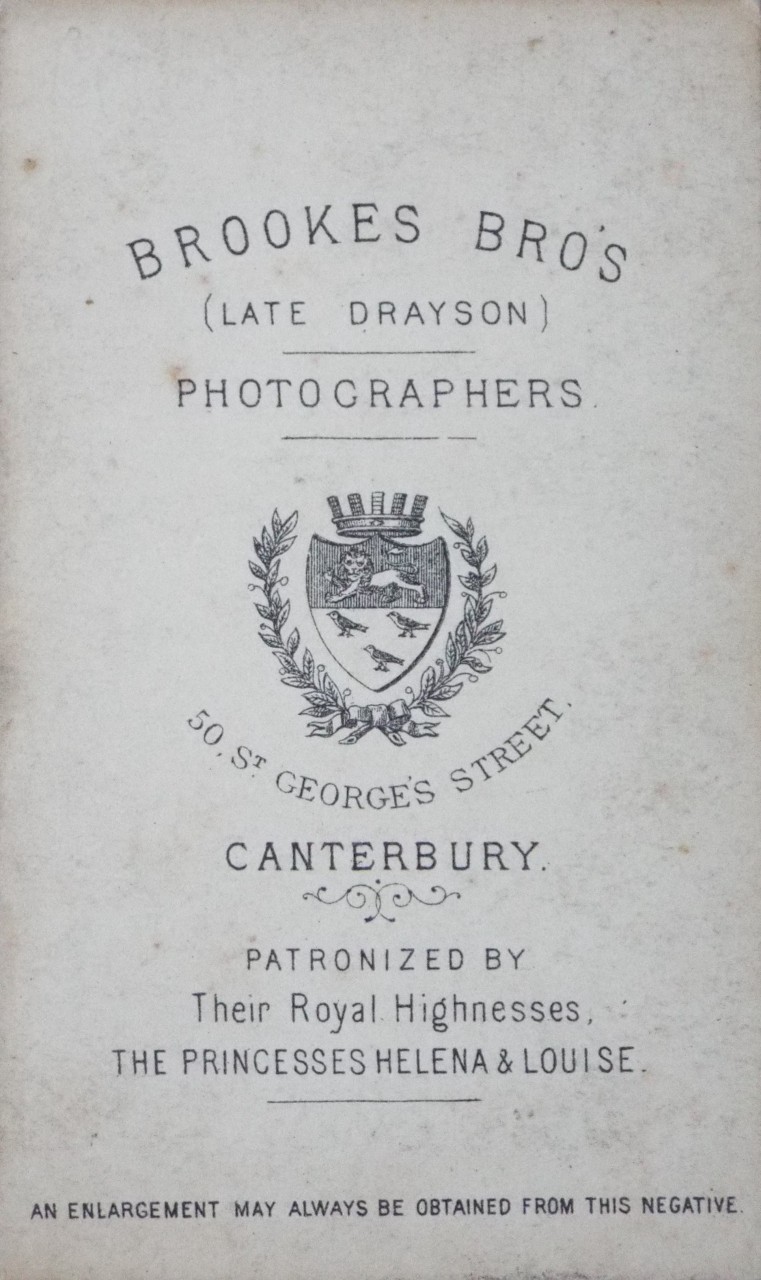 BROOKES BRO'S
(LATE DRAYSON)
PHOTOGRAPHERS.
50, ST GEORGE'S STREET.
CANTERBURY.
PATRONIZED BY
Their Royal Highnesses,
THE PRINCESSES HELENA & LOUISE.
AN ENLARGEMENT MAY ALWAYS BE OBTAINED FROM THIS NEGATIVE.